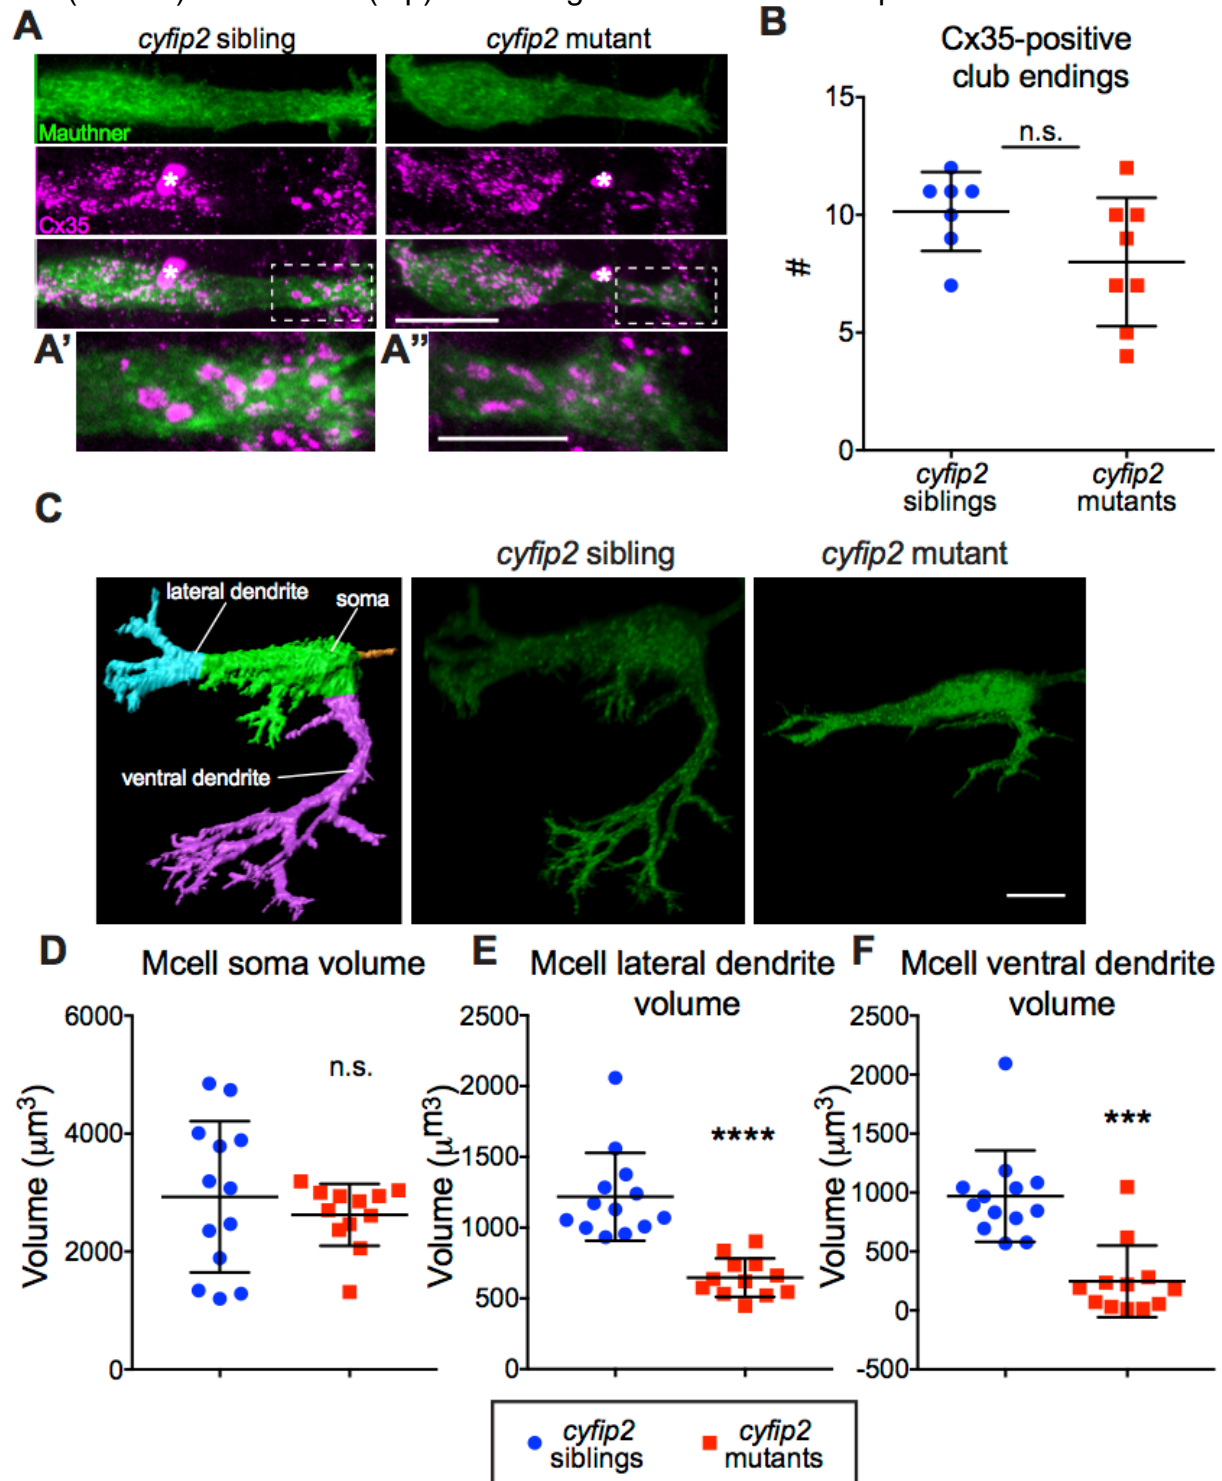 A
cyfip2 sibling
cyfip2 mutant
Mauthner
*
*
Cx35
*
*
A'
A"
B
Cx35-positive
club endings
n.s.
15
10
5
0
#
cyfip2
siblings
cyfip2
mutants
C
cyfip2 sibling
cyfip2 mutant
lateral dendrite
soma
ventral dendrite
D
Mcell soma volume
6000
4000
2000
0
Volume (μm³)
n.s.
E
Mcell lateral dendrite
volume
2500
2000
1500
1000
500
0
Volume (μm³)
****
F
Mcell ventral dendrite
volume
2500
2000
1500
1000
500
0
-500
Volume (μm³)
***
cyfip2
siblings
cyfip2
mutants